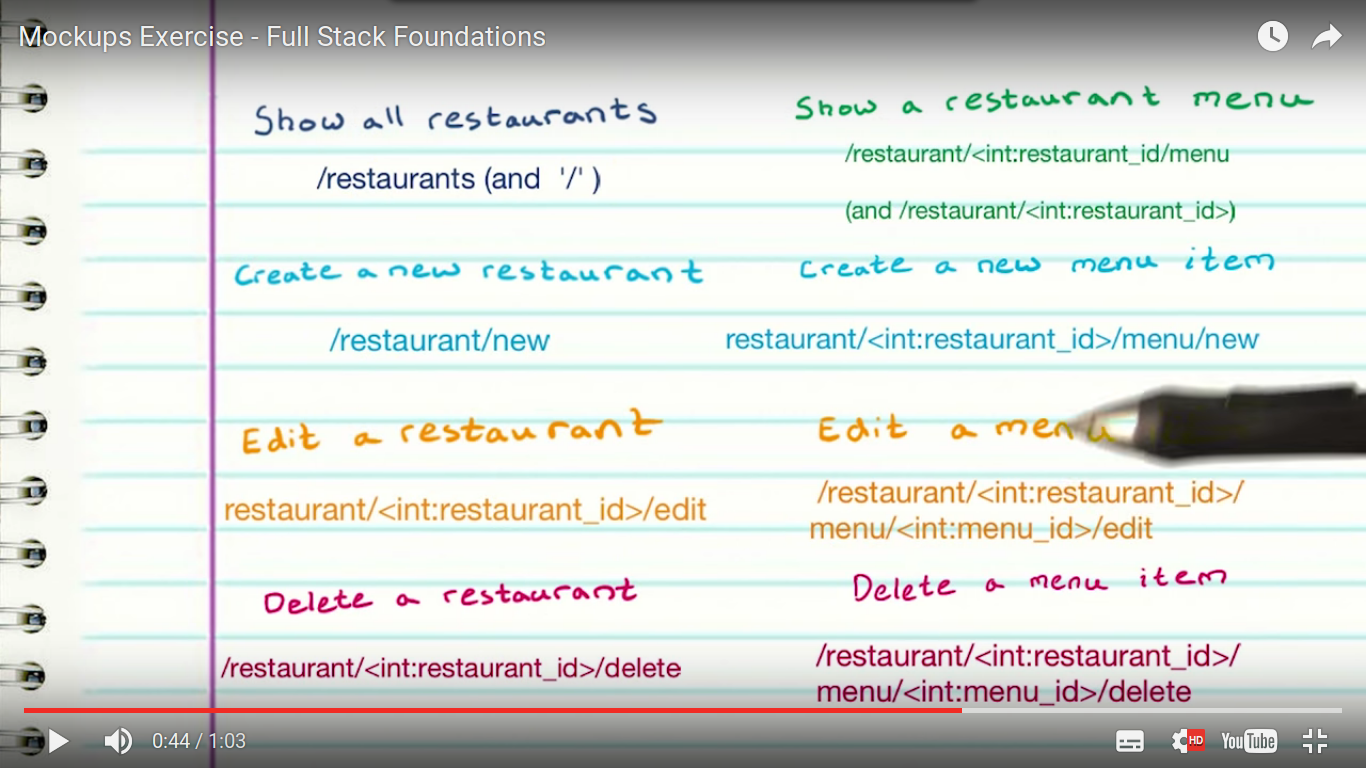 Mockups Exercise - Full Stack Foundations
Show all restaurants
/restaurants (and '/' )
Show a restaurant menu
/restaurant/<int:restaurant_id/menu
(and /restaurant/<int:restaurant_id>)
Create a new restaurant
/restaurant/new
Create a new menu item
restaurant/<int:restaurant_id>/menu/new
Edit a restaurant
restaurant/<int:restaurant_id>/edit
Edit a menu
/restaurant/<int:restaurant_id>/
menu/<int:menu_id>/edit
Delete a restaurant
/restaurant/<int:restaurant_id>/delete
Delete a menu item
/restaurant/<int:restaurant_id>/
menu/<int:menu_id>/delete
0:44 / 1:03
HD
YouTube